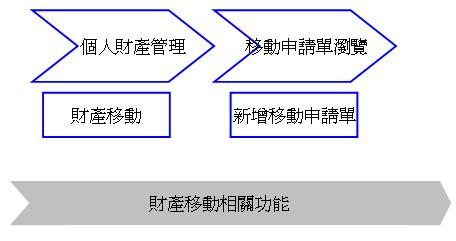 個人財產管理
移動申請單瀏覽
財產移動
新增移動申請單
財產移動相關功能